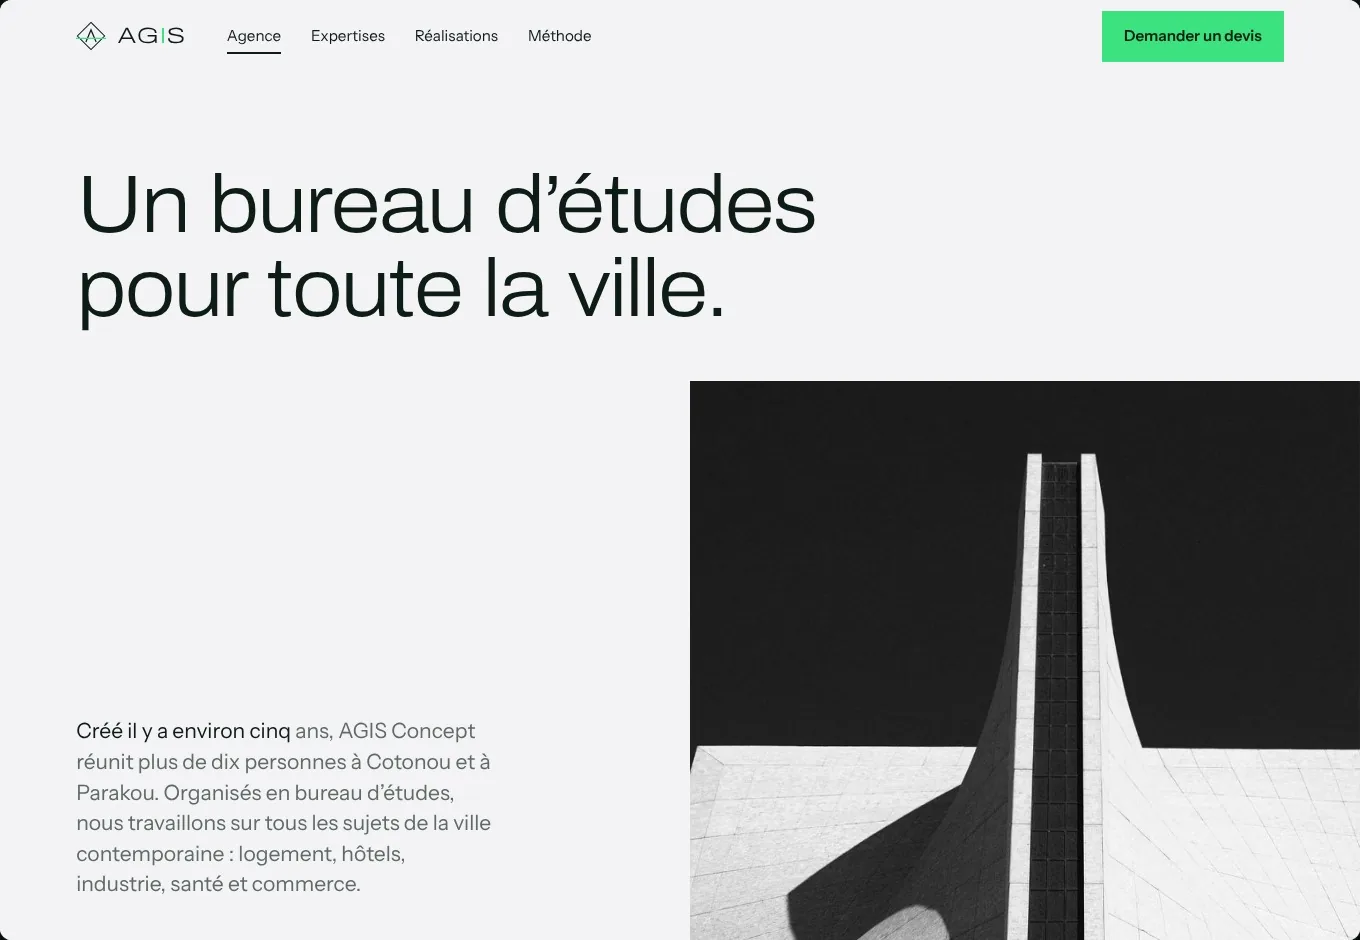 AGIS
Agence
Expertises
Réalisations
Méthode
Demander un devis
Un bureau d’études
pour toute la ville.
Créé il y a environ cinq ans, AGIS Concept
réunit plus de dix personnes à Cotonou et à
Parakou. Organisés en bureau d’études,
nous travaillons sur tous les sujets de la ville
contemporaine : logement, hôtels,
industrie, santé et commerce.